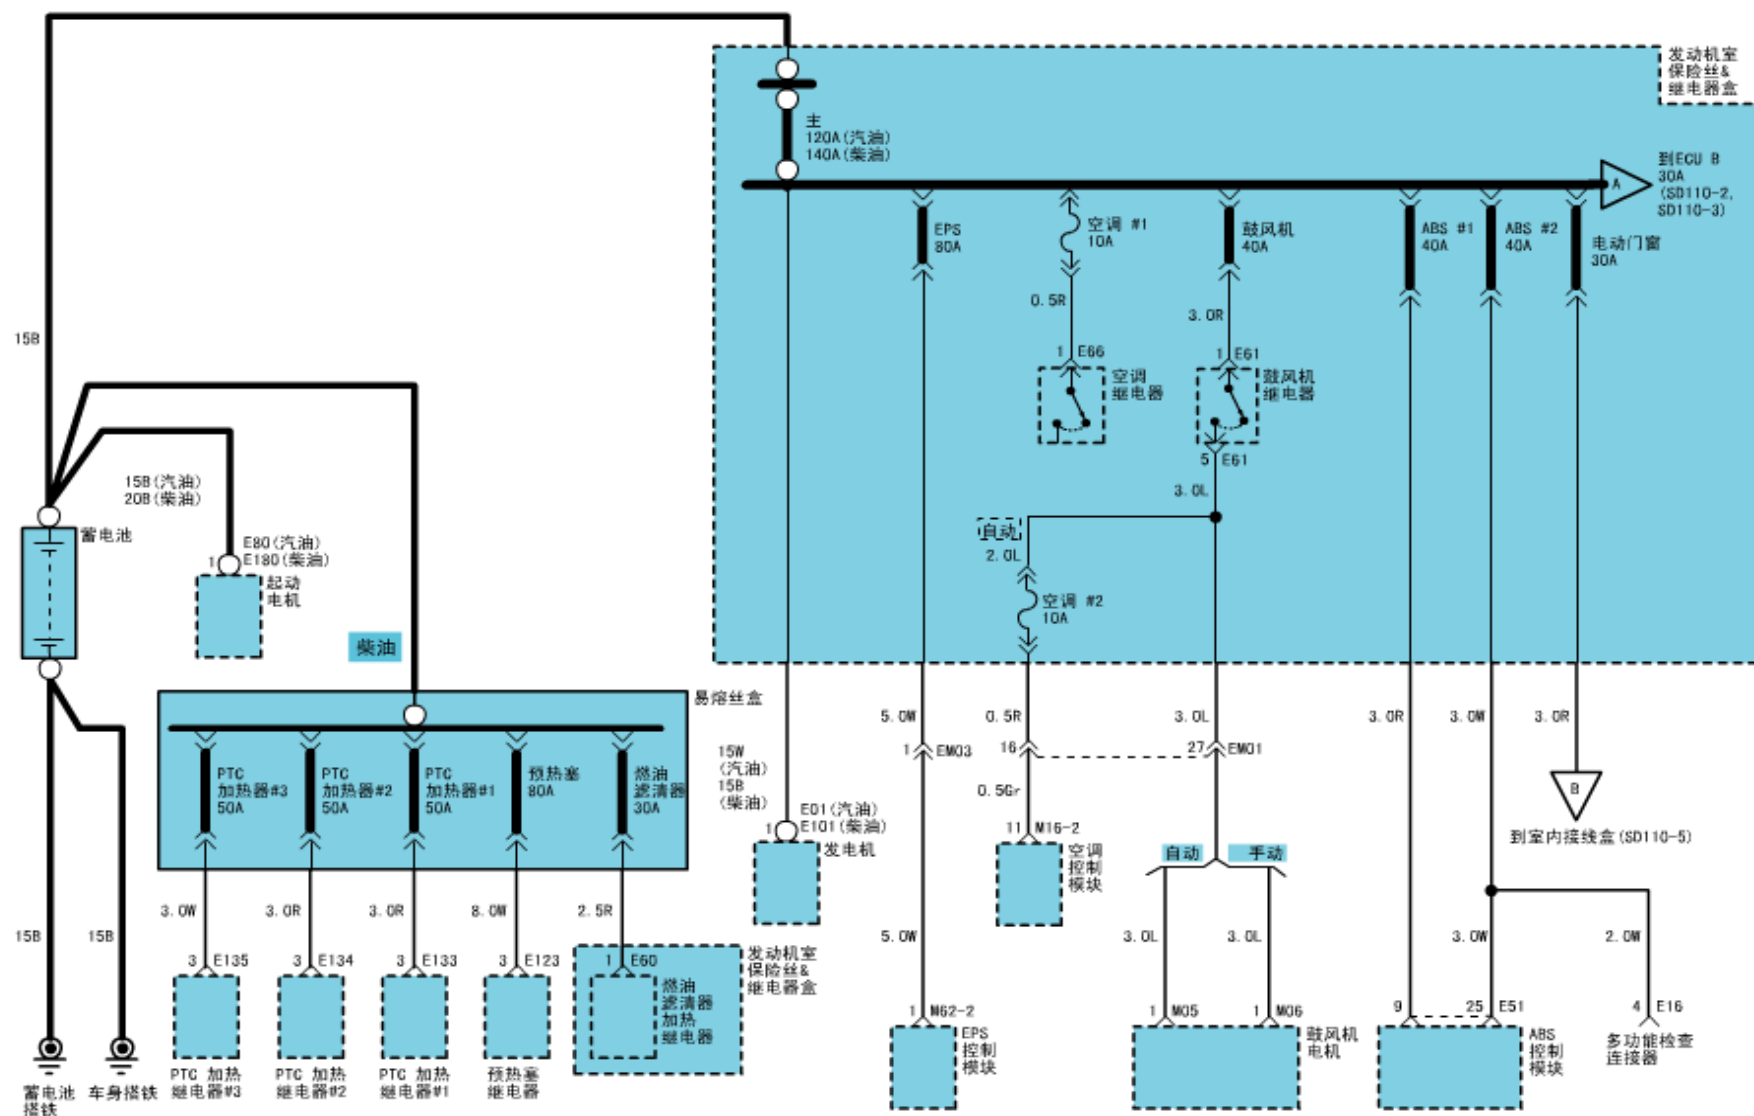 发动机室
保险丝&
继电器盒
主
120A(汽油)
140A(柴油)
到ECU B
30A
(SD110-2,
SD110-3)
A
EPS
80A
空调 #1
10A
鼓风机
40A
ABS #1
40A
ABS #2
40A
电动门窗
30A
0.5R
3.0R
15B
1 E66
空调
继电器
1 E61
鼓风机
继电器
5 E61
3.0L
15B(汽油)
20B(柴油)
自动
2.0L
蓄电池
E80(汽油)
1 E180(柴油)
起动
电机
空调 #2
10A
柴油
易熔丝盒
5.0W
0.5R
3.0L
3.0R
3.0W
3.0R
1 EM03
16
27 EM01
15W
(汽油)
15B
(柴油)
PTC
加热器#3
50A
PTC
加热器#2
50A
PTC
加热器#1
50A
预热塞
80A
燃油
滤清器
30A
0.5Gr
B
到室内接线盒(SD110-5)
E01(汽油)
1 E101(柴油)
发电机
11 M16-2
空调
控制
模块
自动
手动
3.0W
3.0R
3.0R
8.0W
2.5R
15B
15B
5.0W
3.0L
3.0L
3.0W
2.0W
3 E135
3 E134
3 E133
3 E123
1 E60
发动机室
保险丝&
继电器盒
燃油
滤清器
加热
继电器
1 M62-2
EPS
控制
模块
1 M05
1 M06
鼓风机
电机
9
25 E51
ABS
控制
模块
4 E16
多功能检查
连接器
蓄电池
搭铁
车身搭铁
PTC 加热
继电器#3
PTC 加热
继电器#2
PTC 加热
继电器#1
预热塞
继电器